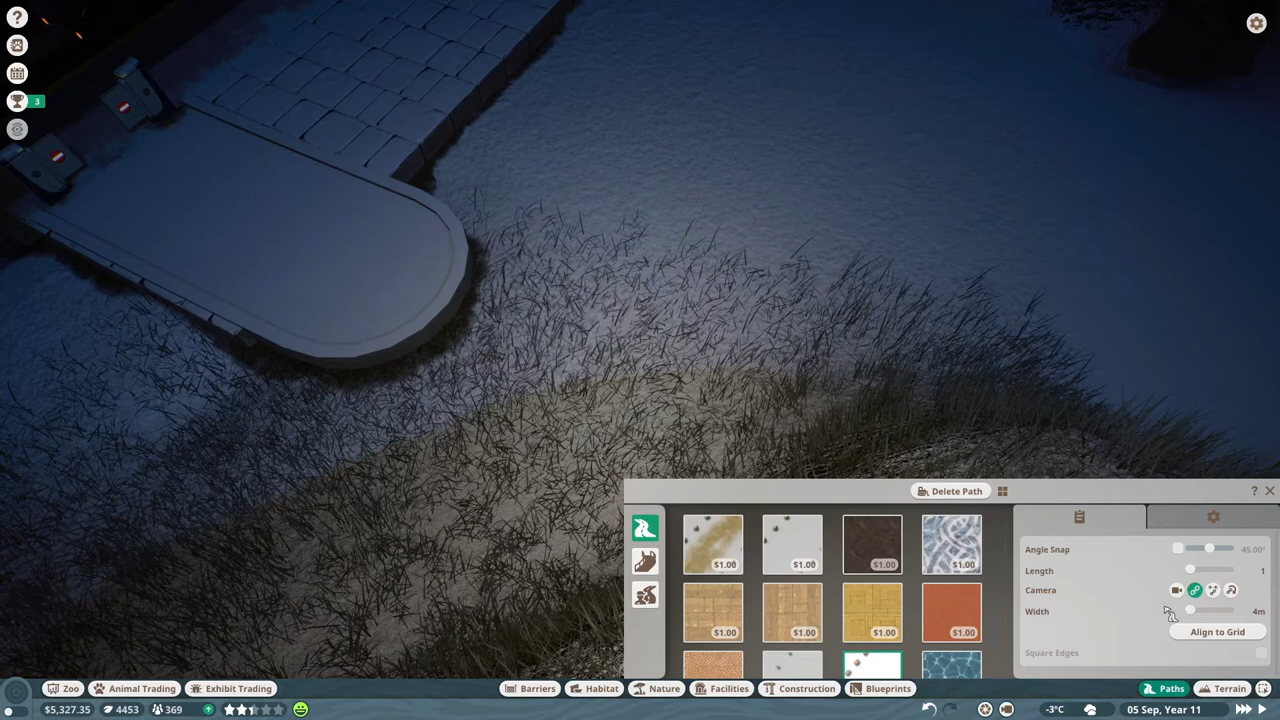 ?
3
Delete Path
?
$1.00 $1.00 $1.00 $1.00
$1.00 $1.00 $1.00 $1.00
Angle Snap 45.00°
Length 1
Camera
Width 4m
Align to Grid
Square Edges
Zoo Animal Trading Exhibit Trading Barriers Habitat Nature Facilities Construction Blueprints Paths Terrain
$5,327.35 4453 369 -3°C 05 Sep, Year 11